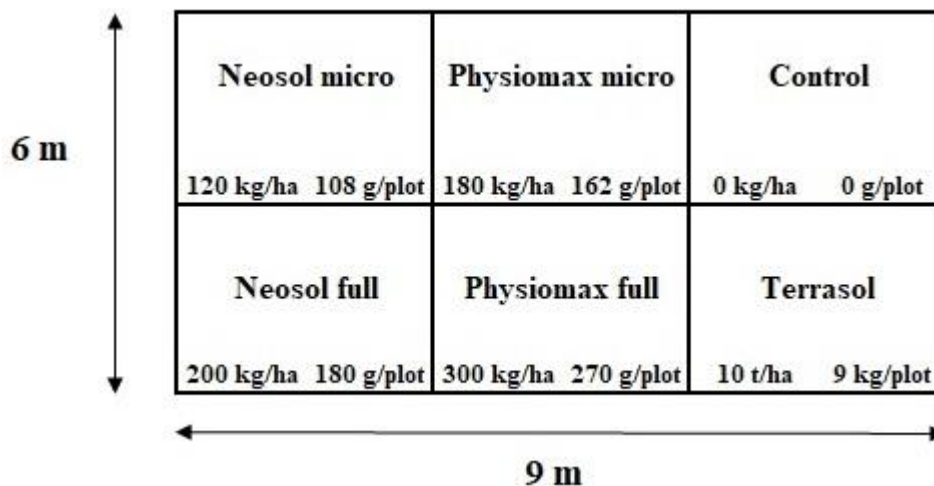 Neosol micro
Physiomax micro
Control
6 m
120 kg/ha 108 g/plot
180 kg/ha 162 g/plot
0 kg/ha 0 g/plot
Neosol full
Physiomax full
Terrasol
200 kg/ha 180 g/plot
300 kg/ha 270 g/plot
10 t/ha 9 kg/plot
9 m